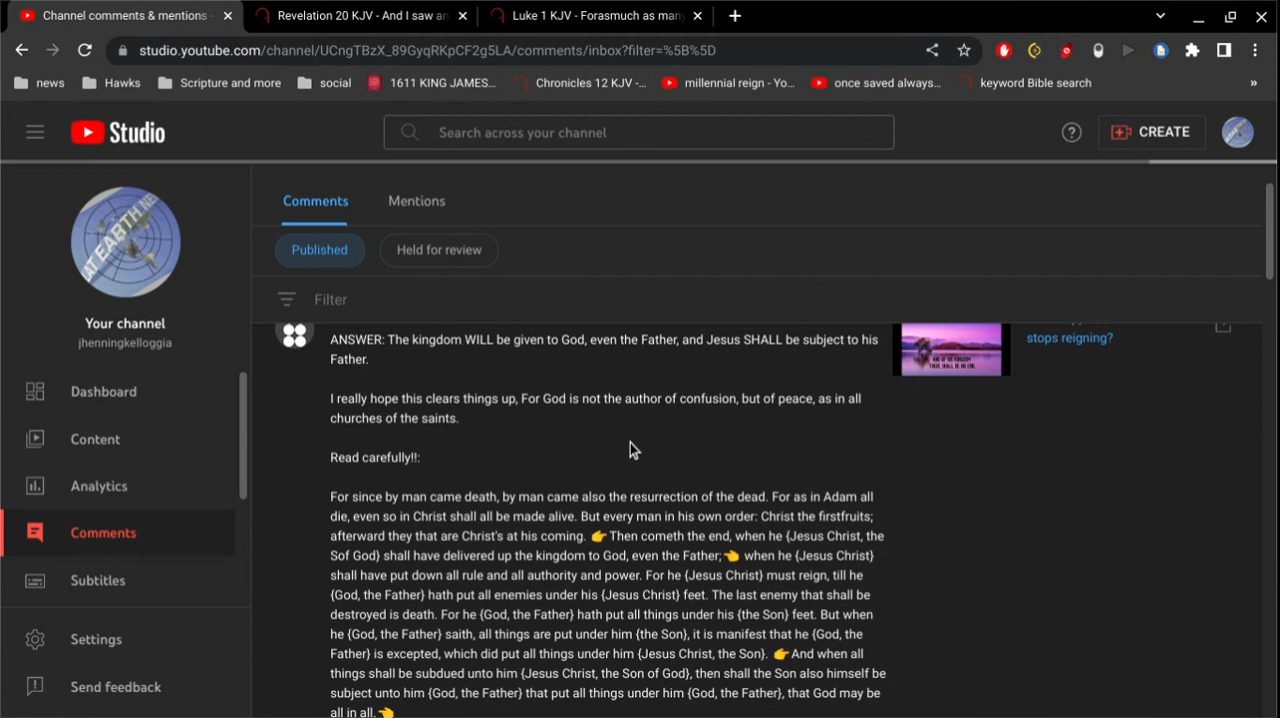 Channel comments & mentions -
Revelation 20 KJV - And I saw an
Luke 1 KJV - Forasmuch as many
studio.youtube.com/channel/UCngTBzX_89GyqRKpCF2g5LA/comments/inbox?filter=%5B%5D
news
Hawks
Scripture and more
social
1611 KING JAMES...
Chronicles 12 KJV -...
millennial reign - Yo...
once saved always...
keyword Bible search
»
Studio
Search across your channel
CREATE
AT EARTH NE
Your channel
jhenningkelloggia
Dashboard
Content
Analytics
Comments
Subtitles
Settings
Send feedback
Comments
Mentions
Published
Held for review
Filter
ANSWER: The kingdom WILL be given to God, even the Father, and Jesus SHALL be subject to his
Father.
I really hope this clears things up, For God is not the author of confusion, but of peace, as in all
churches of the saints.
Read carefully!!:
For since by man came death, by man came also the resurrection of the dead. For as in Adam all
die, even so in Christ shall all be made alive. But every man in his own order: Christ the firstfruits;
afterward they that are Christ's at his coming. 👉Then cometh the end, when he {Jesus Christ, the
Sof God} shall have delivered up the kingdom to God, even the Father;👈 when he {Jesus Christ}
shall have put down all rule and all authority and power. For he {Jesus Christ} must reign, till he
{God, the Father} hath put all enemies under his {Jesus Christ} feet. The last enemy that shall be
destroyed is death. For he {God, the Father} hath put all things under his {the Son} feet. But when
he {God, the Father} saith, all things are put under him {the Son}, it is manifest that he {God, the
Father} is excepted, which did put all things under him {Jesus Christ, the Son}. 👉And when all
things shall be subdued unto him {Jesus Christ, the Son of God}, then shall the Son also himself be
subject unto him {God, the Father} that put all things under him {God, the Father}, that God may be
all in all.👈
stops reigning?